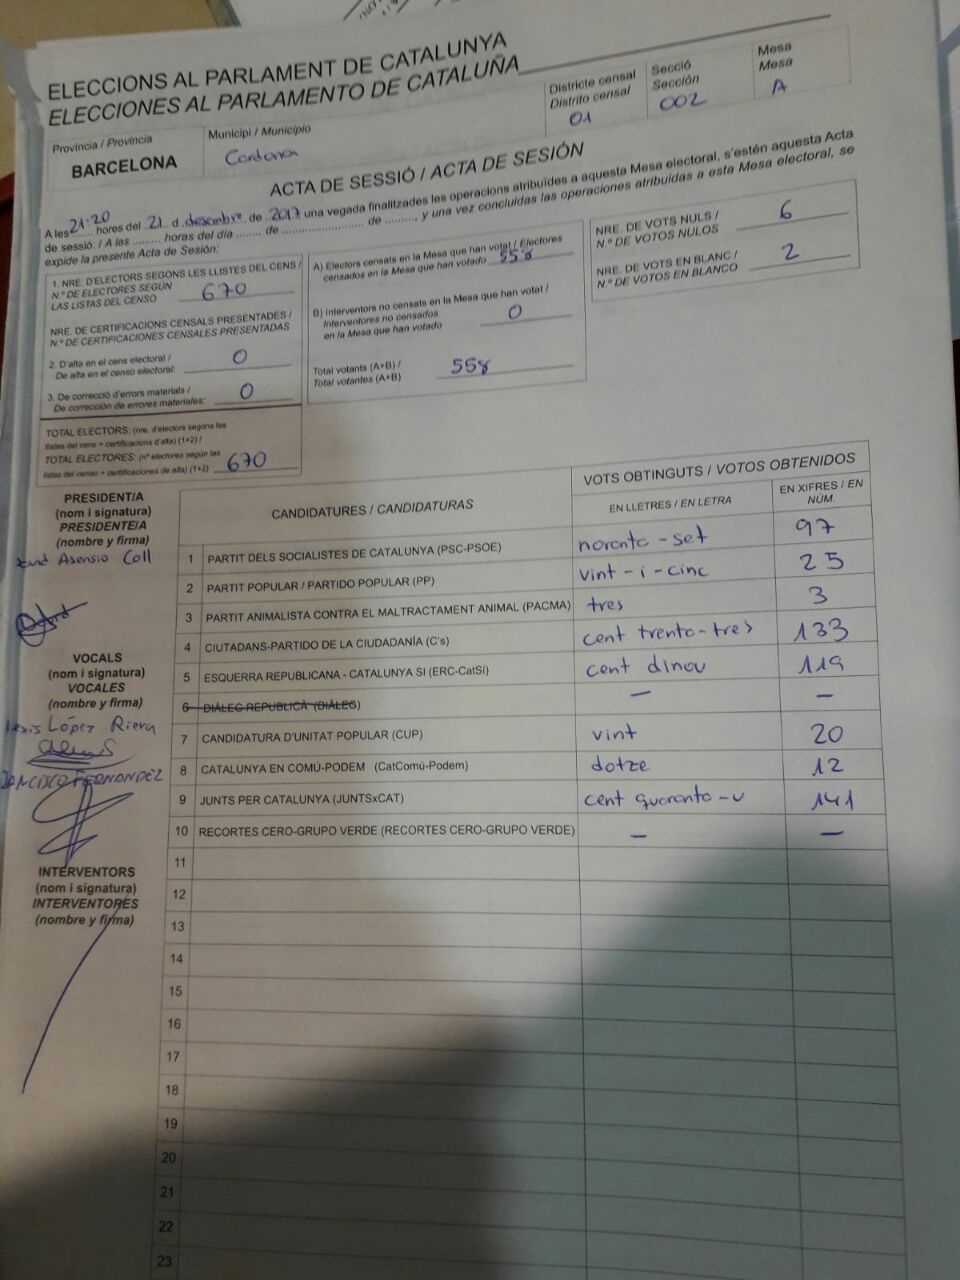 ELECCIONS AL PARLAMENT DE CATALUNYA
ELECCIONES AL PARLAMENTO DE CATALUÑA
Província / Provincia
BARCELONA
Municipi / Municipio
Cardona
Districte censal
Distrito censal
01
Secció
Sección
002
Mesa
Mesa
A
ACTA DE SESSIÓ / ACTA DE SESIÓN
A les 21:20 hores del 21 d desembre de 2017 una vegada finalitzades les operacions atribuïdes a aquesta Mesa electoral, s'estén aquesta Acta
de sessió. / A las ......... horas del día ........ de ........................ de ........, y una vez concluidas las operaciones atribuidas a esta Mesa electoral, se
expide la presente Acta de Sesión:
1. NRE. D'ELECTORS SEGONS LES LLISTES DEL CENS /
N.º DE ELECTORES SEGÚN
LAS LISTAS DEL CENSO 670
NRE. DE CERTIFICACIONS CENSALS PRESENTADES /
N.º DE CERTIFICACIONES CENSALES PRESENTADAS
2. D'alta en el cens electoral /
De alta en el censo electoral: 0
3. De correcció d'errors materials /
De corrección de errores materiales: 0
TOTAL ELECTORS: (nre. d'electors segons les
llistes del cens + certificacions d'alta) (1+2) /
TOTAL ELECTORES: (nº electores según las
listas del censo + certificaciones de alta) (1+2) 670
A) Electors censats en la Mesa que han votat / Electores
censados en la Mesa que han votado 558
B) Interventors no censats en la Mesa que han votat /
Interventores no censados
en la Mesa que han votado 0
Total votants (A+B) /
Total votantes (A+B) 558
NRE. DE VOTS NULS /
N.º DE VOTOS NULOS 6
NRE. DE VOTS EN BLANC /
N.º DE VOTOS EN BLANCO 2
PRESIDENT/A
(nom i signatura)
PRESIDENTE/A
(nombre y firma)
Asensio Coll
VOCALS
(nom i signatura)
VOCALES
(nombre y firma)
López Riera
FERNANDEZ
INTERVENTORS
(nom i signatura)
INTERVENTORES
(nombre y firma)
CANDIDATURES / CANDIDATURAS
VOTS OBTINGUTS / VOTOS OBTENIDOS
EN LLETRES / EN LETRA
EN XIFRES / EN
NÚM.
1 PARTIT DELS SOCIALISTES DE CATALUNYA (PSC-PSOE) noranta-set 97
2 PARTIT POPULAR / PARTIDO POPULAR (PP) vint-i-cinc 25
3 PARTIT ANIMALISTA CONTRA EL MALTRACTAMENT ANIMAL (PACMA) tres 3
4 CIUTADANS-PARTIDO DE LA CIUDADANÍA (C's) cent trenta-tres 133
5 ESQUERRA REPUBLICANA - CATALUNYA SI (ERC-CatSí) cent dinou 119
6 DIÀLEG REPUBLICÀ (DIÀLEG) — —
7 CANDIDATURA D'UNITAT POPULAR (CUP) vint 20
8 CATALUNYA EN COMÚ-PODEM (CatComú-Podem) dotze 12
9 JUNTS PER CATALUNYA (JUNTSxCAT) cent quaranta-u 141
10 RECORTES CERO-GRUPO VERDE (RECORTES CERO-GRUPO VERDE) — —
11
12
13
14
15
16
17
18
19
20
21
22
23